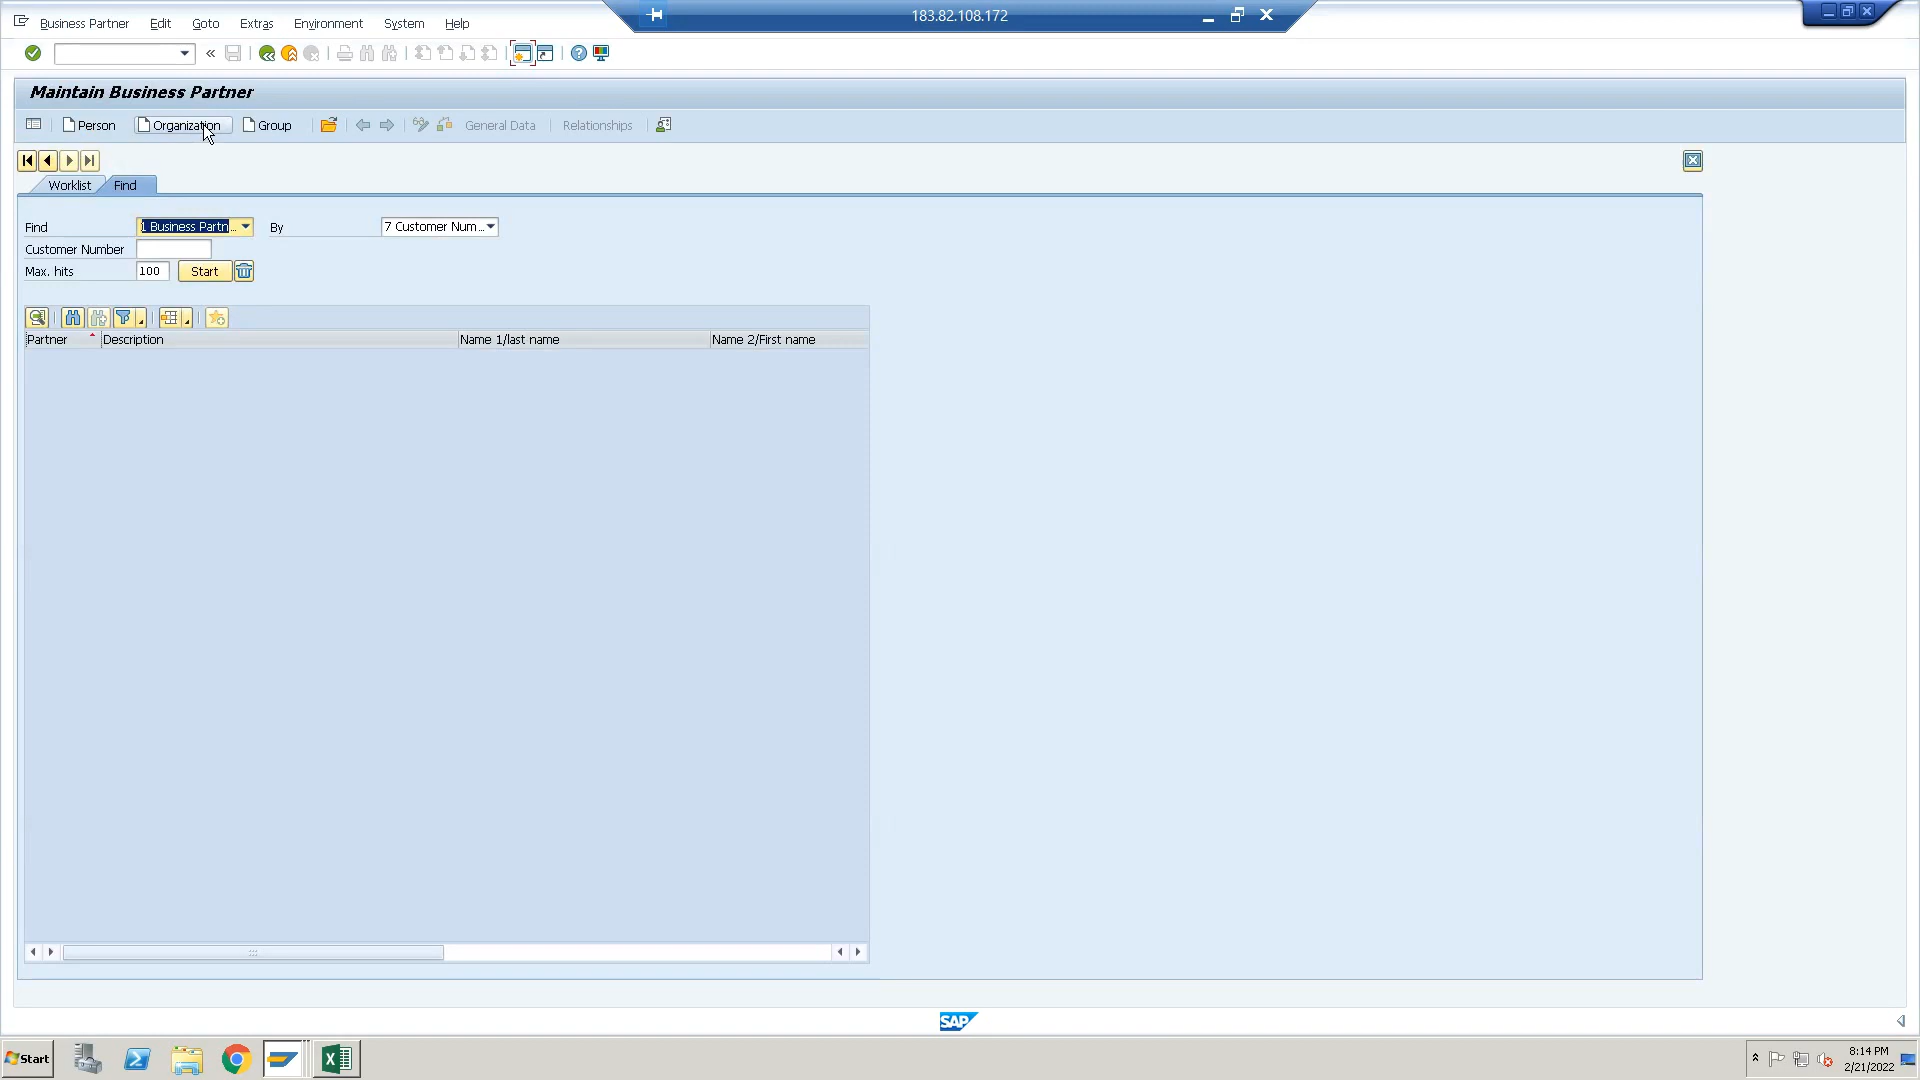 183.82.108.172
Business Partner Edit Goto Extras Environment System Help
Maintain Business Partner
Person Organization Group General Data Relationships
Worklist Find
Find 1 Business Partn... By 7 Customer Num...
Customer Number
Max. hits 100 Start
Partner Description Name 1/last name Name 2/First name
SAP
Start 8:14 PM
2/21/2022